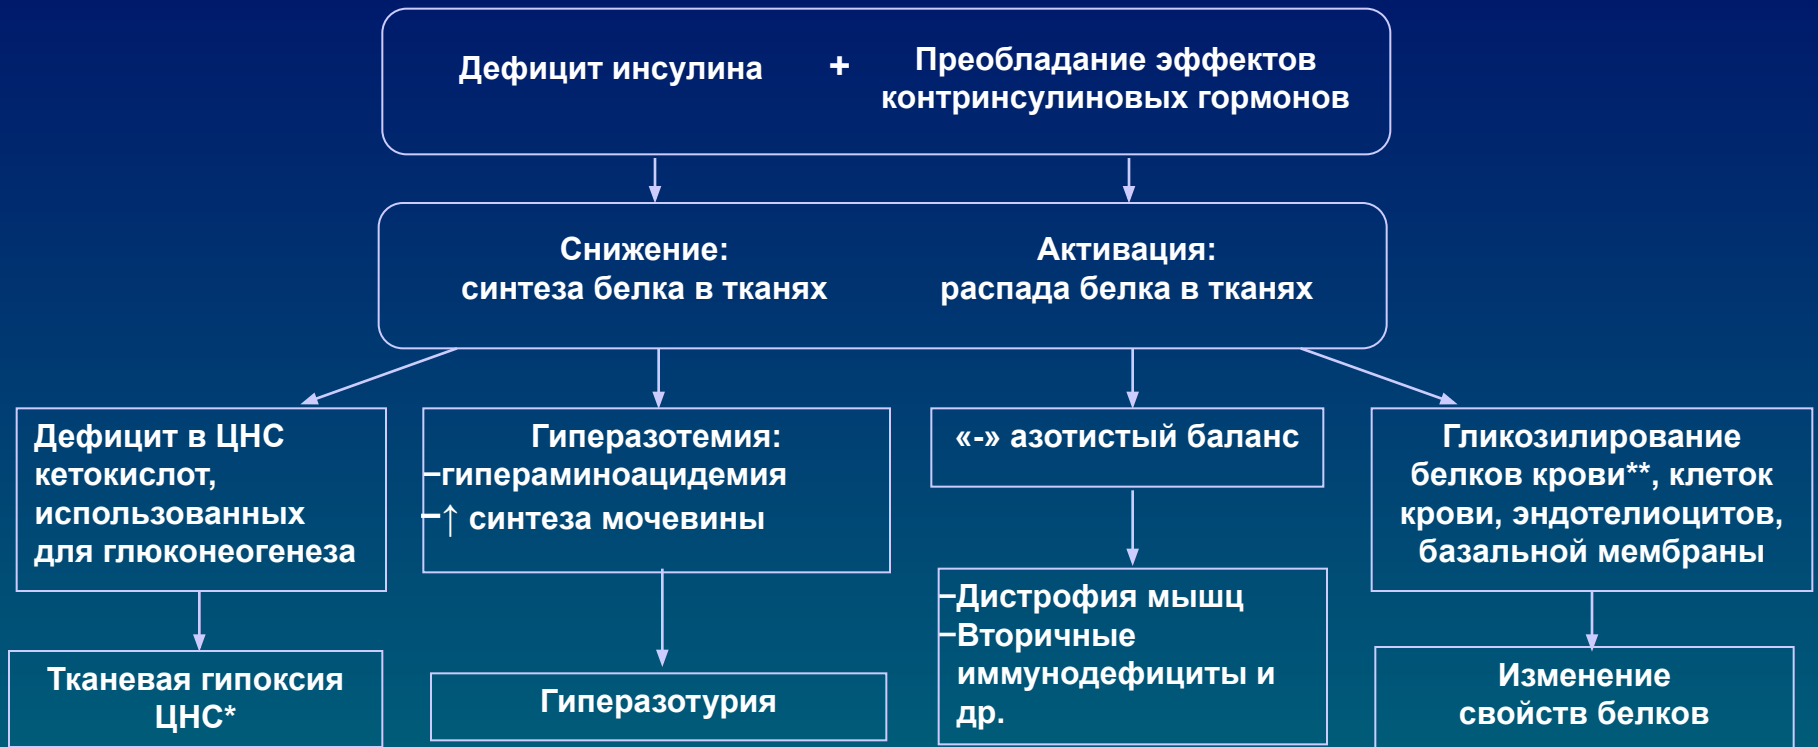 Дефицит инсулина + Преобладание эффектов
контринсулиновых гормонов
Снижение:
синтеза белка в тканях
Активация:
распада белка в тканях
Дефицит в ЦНС
кетокислот,
использованных
для глюконеогенеза
Гиперазотемия:
–гипераминоацидемия
–↑ синтеза мочевины
«-» азотистый баланс
Гликозилирование
белков крови**, клеток
крови, эндотелиоцитов,
базальной мембраны
Тканевая гипоксия
ЦНС*
Гиперазотурия
–Дистрофия мышц
–Вторичные
иммунодефициты и
др.
Изменение
свойств белков